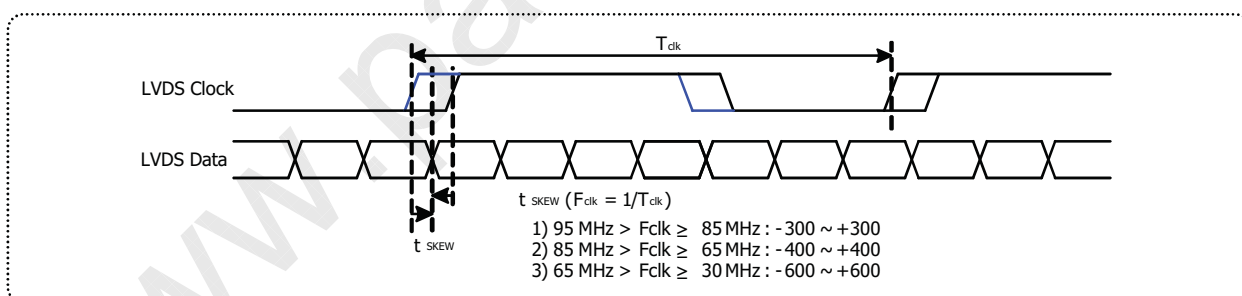 Tclk
LVDS Clock
LVDS Data
t SKEW (Fclk = 1/Tclk)
t SKEW
1) 95 MHz > Fclk ≥ 85 MHz : -300 ~ +300
2) 85 MHz > Fclk ≥ 65 MHz : -400 ~ +400
3) 65 MHz > Fclk ≥ 30 MHz : -600 ~ +600